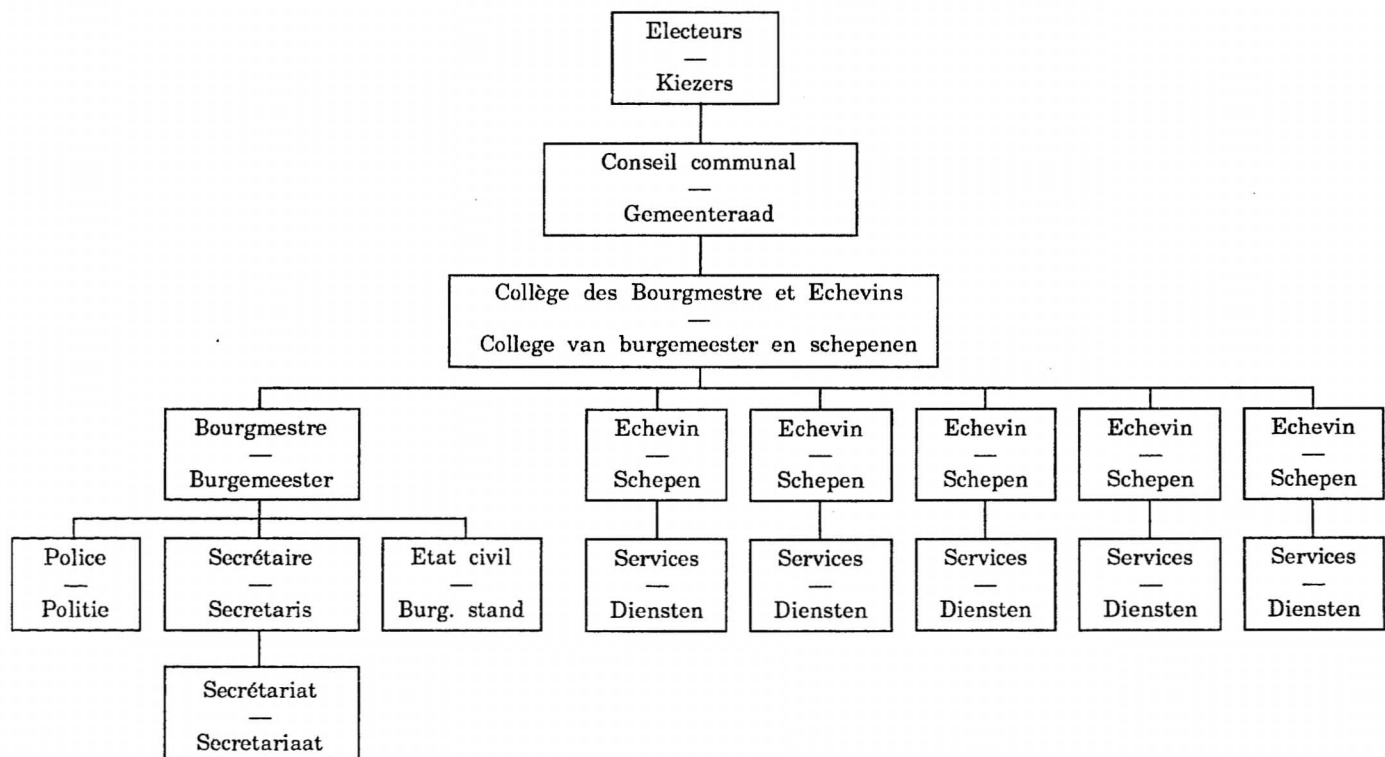 Electeurs
—
Kiezers
Conseil communal
—
Gemeenteraad
Collège des Bourgmestre et Echevins
—
College van burgemeester en schepenen
Bourgmestre
—
Burgemeester
Echevin
—
Schepen
Echevin
—
Schepen
Echevin
—
Schepen
Echevin
—
Schepen
Echevin
—
Schepen
Police
—
Politie
Secrétaire
—
Secretaris
Etat civil
—
Burg. stand
Services
—
Diensten
Services
—
Diensten
Services
—
Diensten
Services
—
Diensten
Services
—
Diensten
Secrétariat
—
Secretariaat